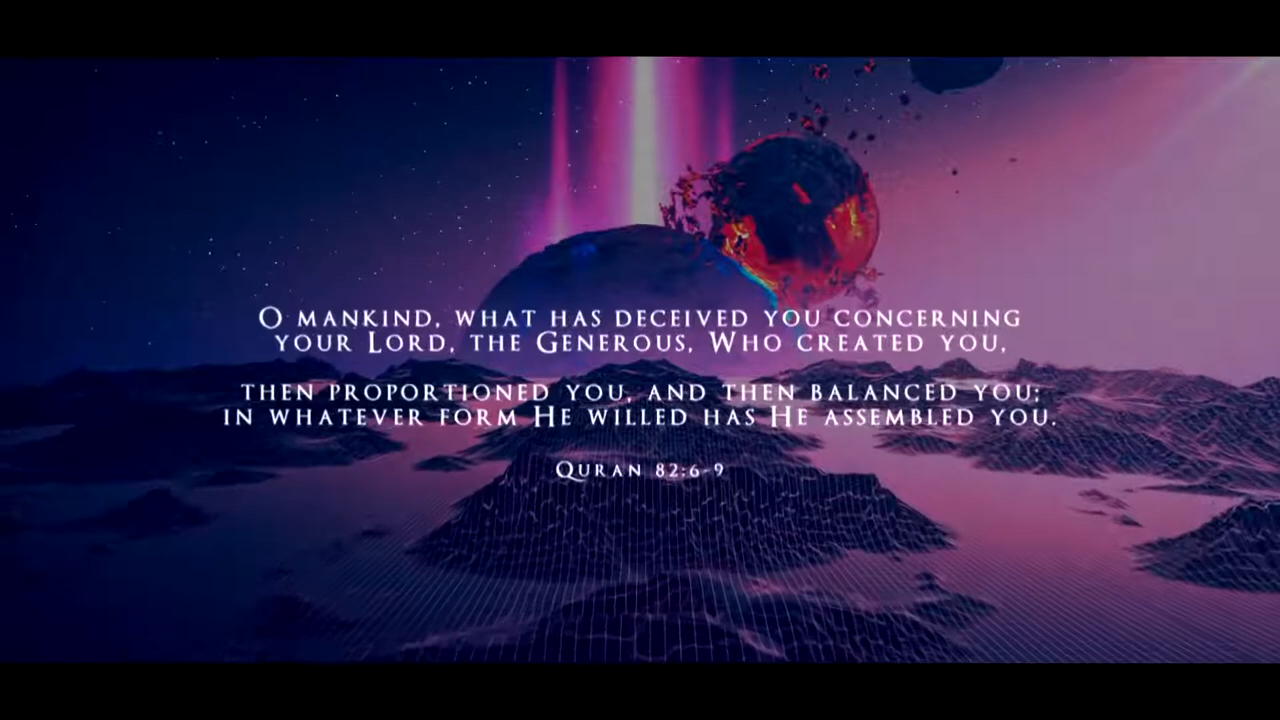 O mankind, what has deceived you concerning
your Lord, the Generous, Who created you,
then proportioned you, and then balanced you;
in whatever form He willed has He assembled you.
Quran 82:6-9